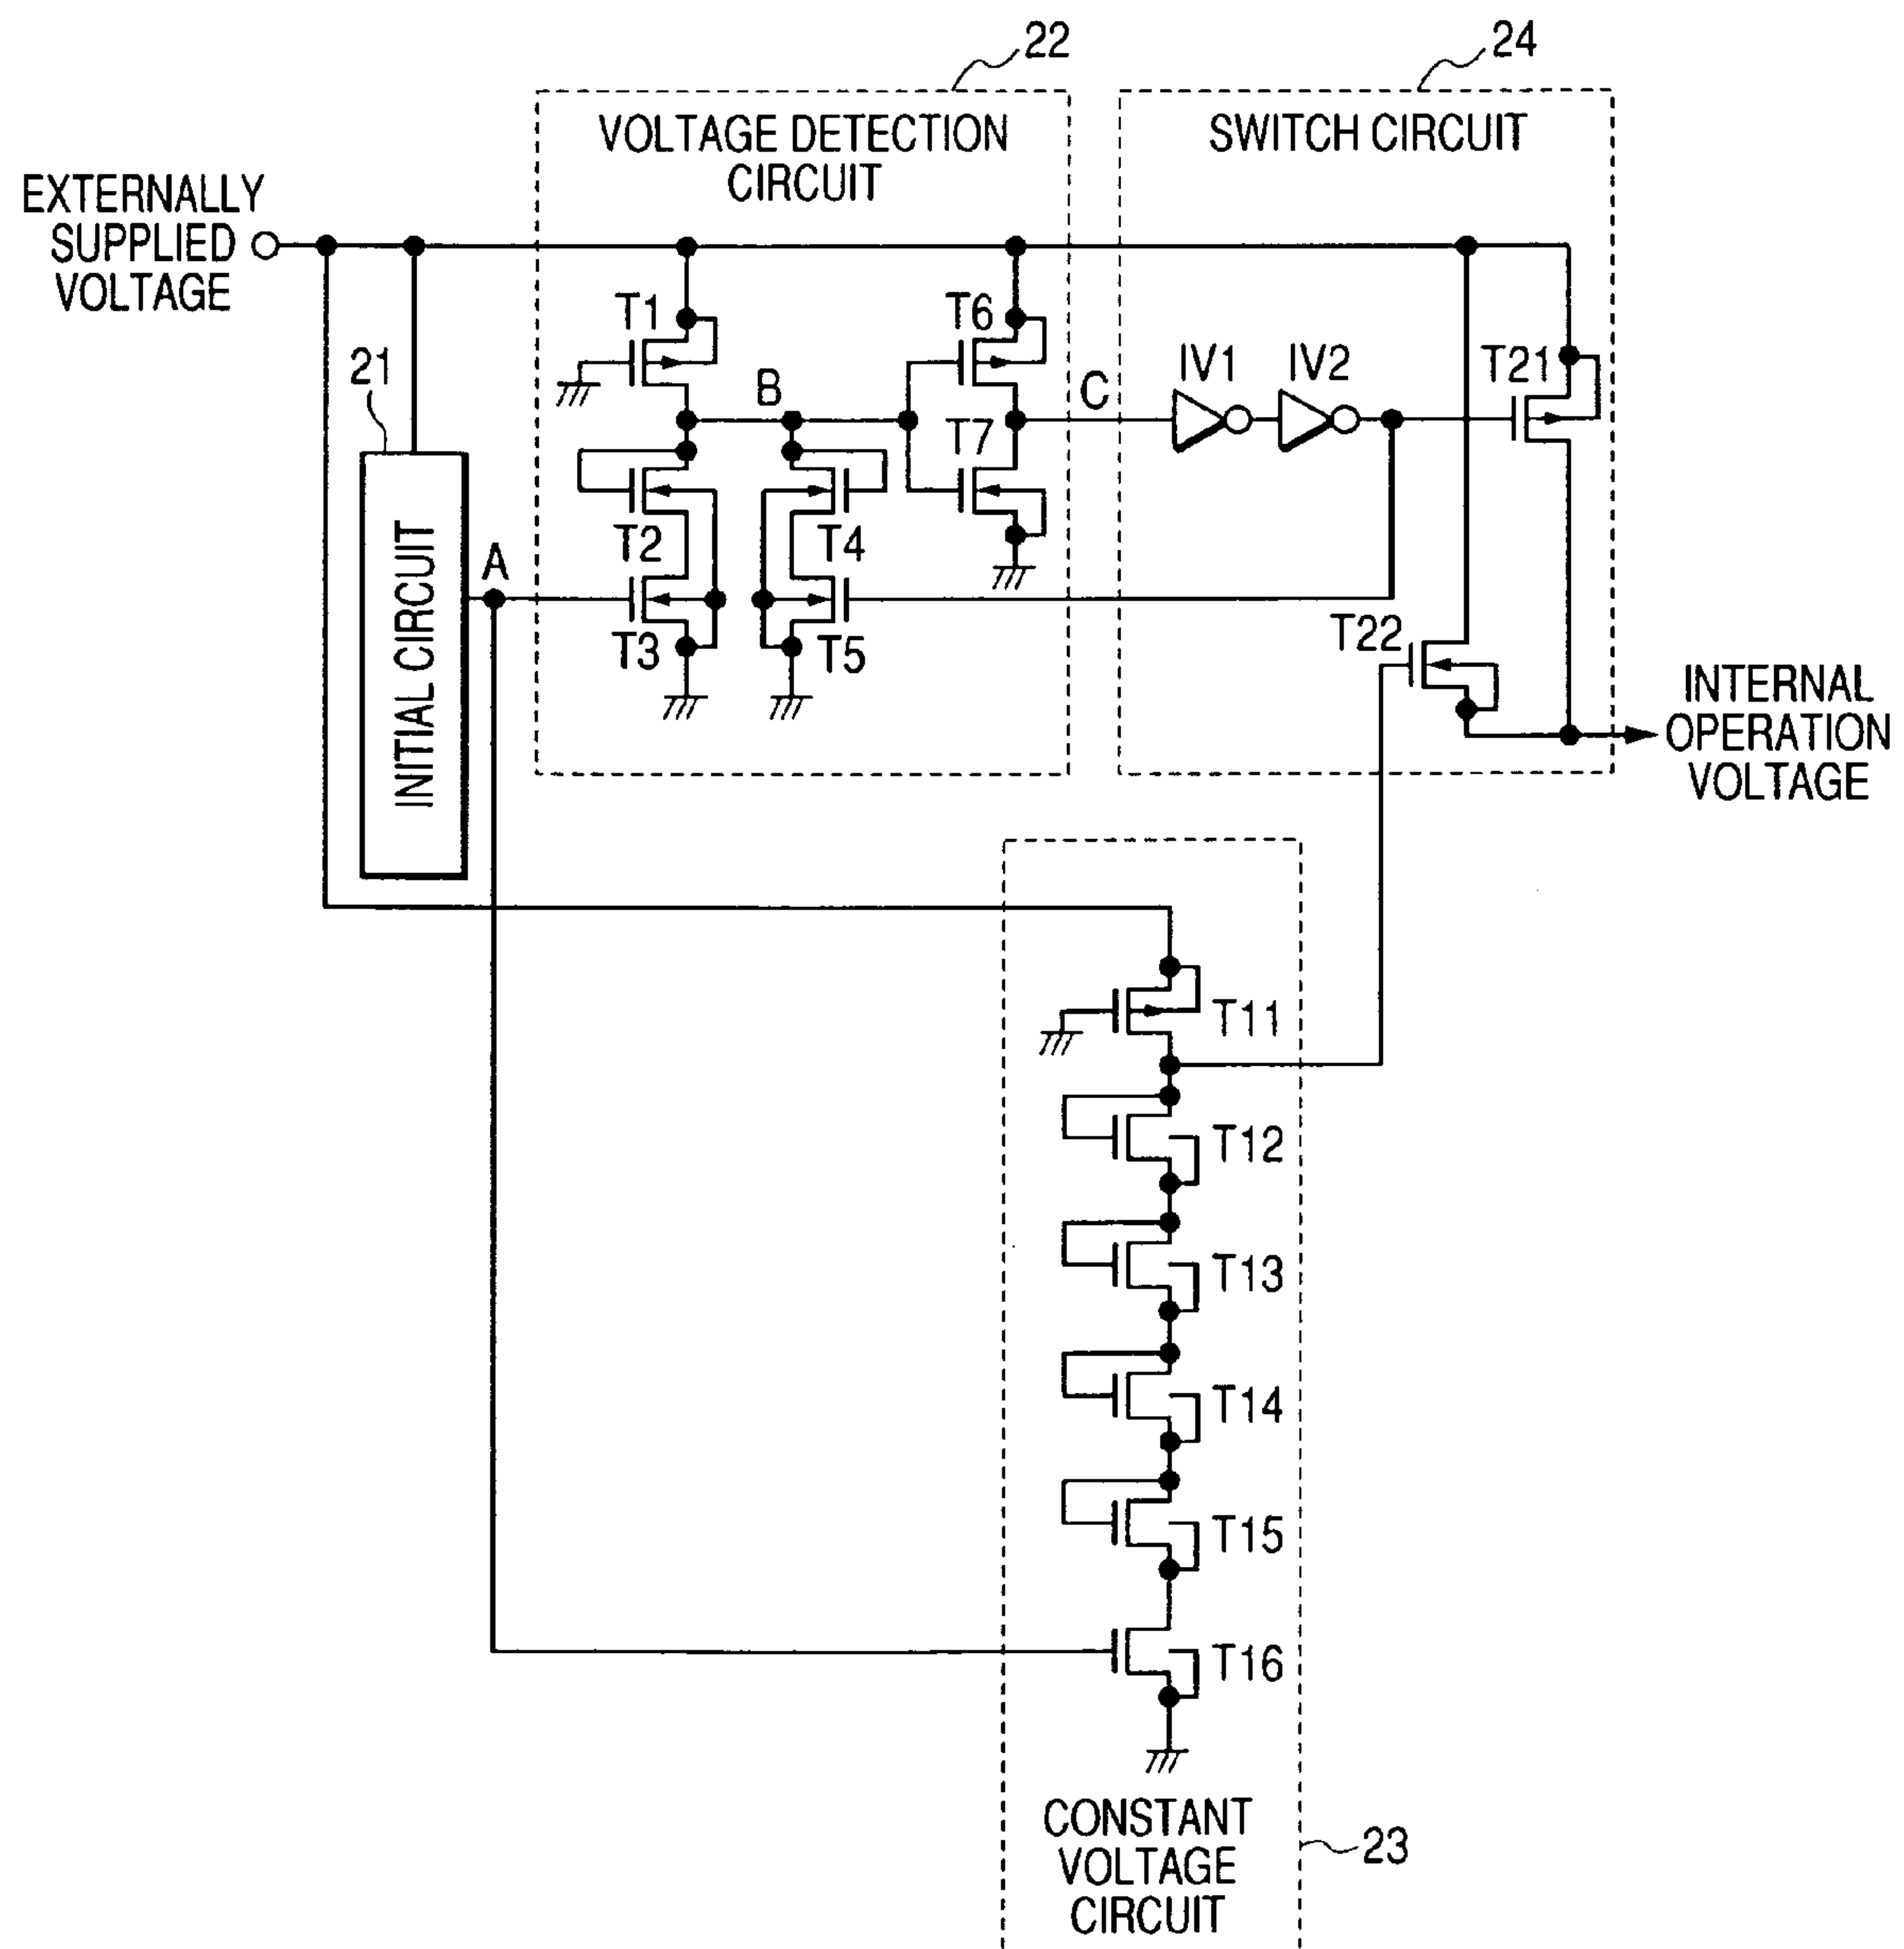 22
24
VOLTAGE DETECTION
CIRCUIT
SWITCH CIRCUIT
EXTERNALLY
SUPPLIED
VOLTAGE
T1
T6
21
B
C
IV1
IV2
T21
T7
INITIAL CIRCUIT
A
T2
T4
T3
T5
T22
INTERNAL
OPERATION
VOLTAGE
T11
T12
T13
T14
T15
T16
CONSTANT
VOLTAGE
CIRCUIT
23